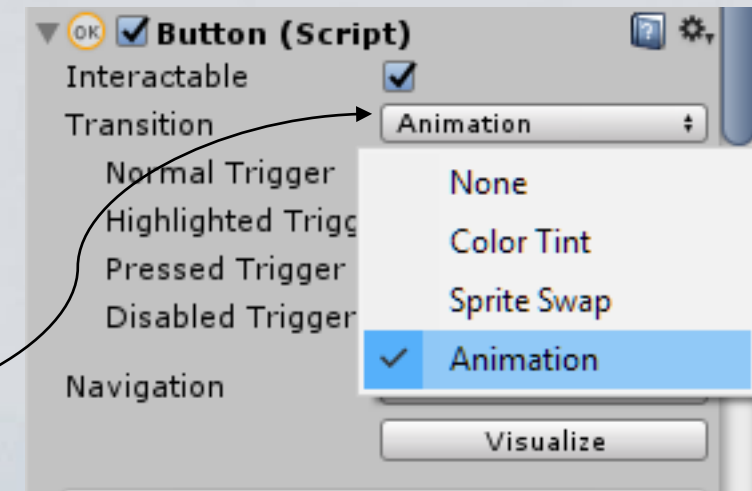 OK Button (Script) ?
Interactable
Transition Animation
Normal Trigger None
Highlighted Trigg Color Tint
Pressed Trigger Sprite Swap
Disabled Trigger Animation
Navigation
Visualize